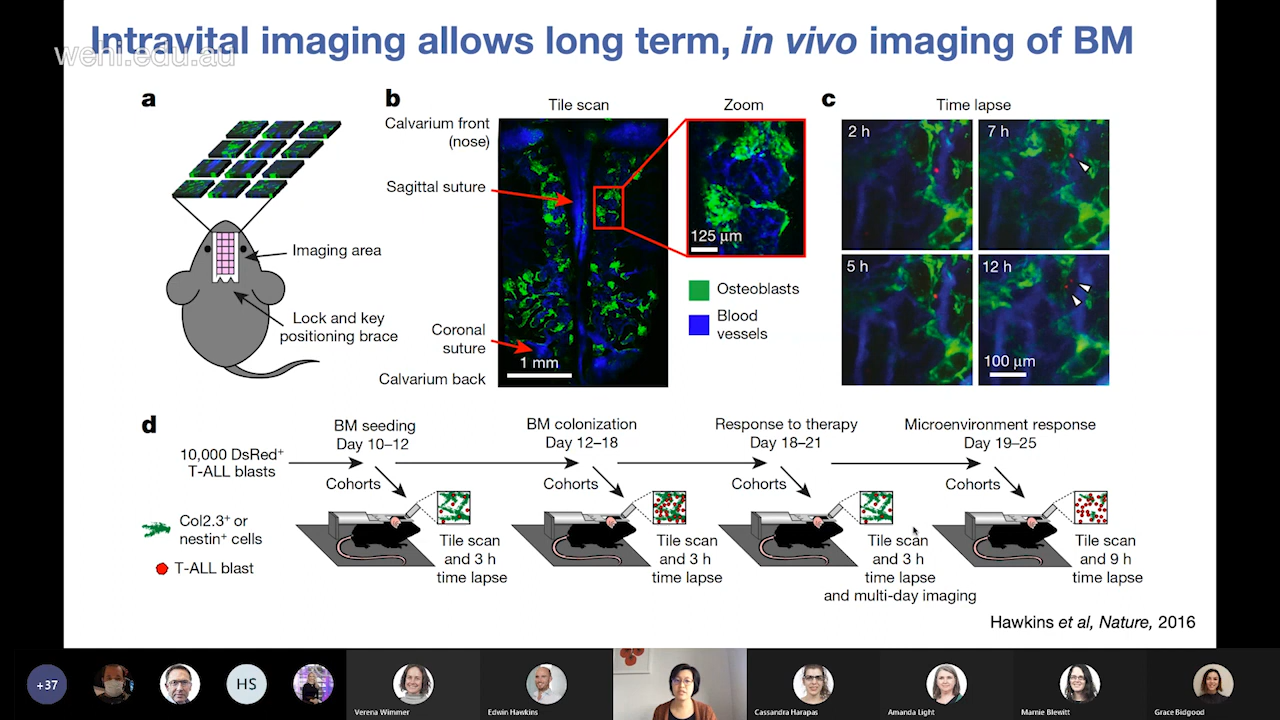 Intravital imaging allows long term, in vivo imaging of BM
wehi.edu.au
a
Imaging area
Lock and key
positioning brace
b
Tile scan
Zoom
Calvarium front
(nose)
Sagittal suture
125 µm
Osteoblasts
Blood
vessels
Coronal
suture
1 mm
Calvarium back
c
Time lapse
2 h
7 h
5 h
12 h
100 µm
d
10,000 DsRed+
T-ALL blasts
BM seeding
Day 10–12
BM colonization
Day 12–18
Response to therapy
Day 18–21
Microenvironment response
Day 19–25
Cohorts
Cohorts
Cohorts
Cohorts
Col2.3+ or
nestin+ cells
T-ALL blast
Tile scan
and 3 h
time lapse
Tile scan
and 3 h
time lapse
Tile scan
and 3 h
time lapse
and multi-day imaging
Tile scan
and 9 h
time lapse
Hawkins et al, Nature, 2016
+37
HS
Verena Wimmer
Edwin Hawkins
Cassandra Harapas
Amanda Light
Marnie Blewitt
Grace Bidgood